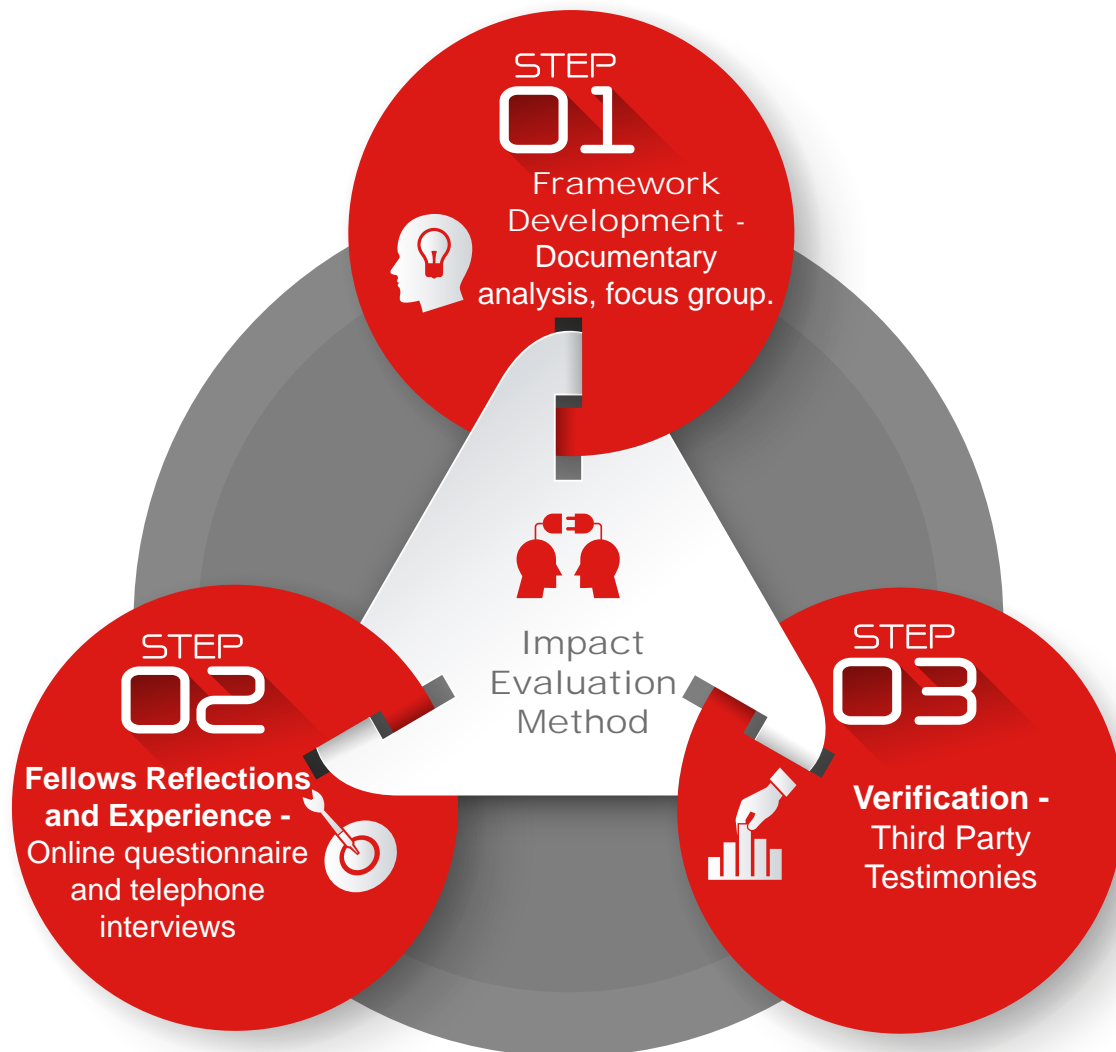 STEP
01
Framework
Development -
Documentary
analysis, focus group.
Impact
Evaluation
Method
STEP
02
Fellows Reflections
and Experience -
Online questionnaire
and telephone
interviews
STEP
03
Verification -
Third Party
Testimonies